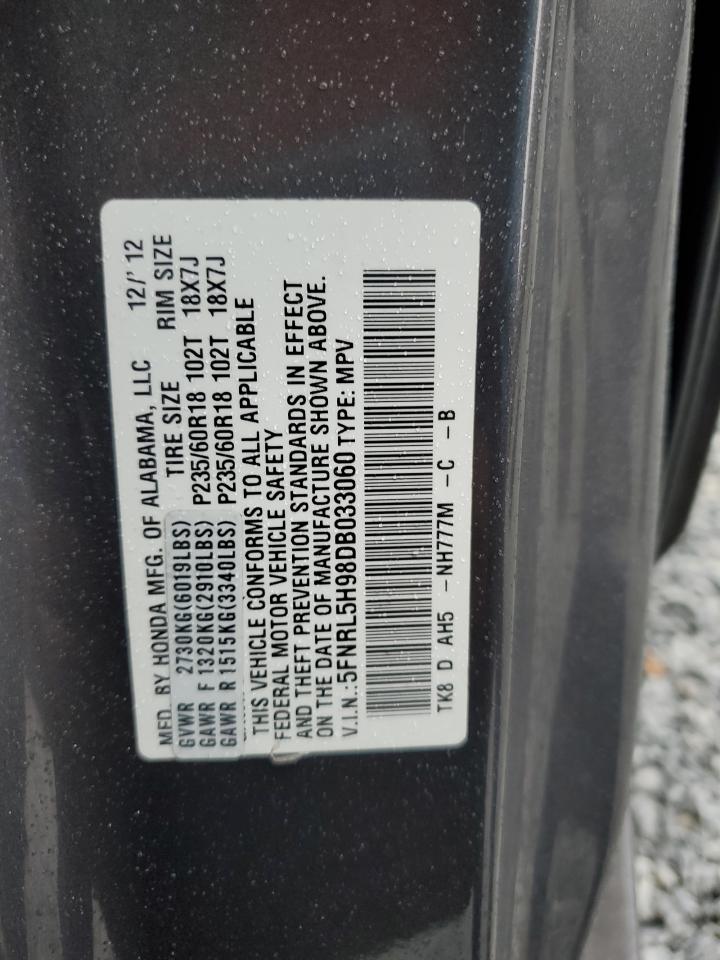 MFD. BY HONDA MFG. OF ALABAMA, LLC 12/' 12
GVWR 2730KG(6019LBS) TIRE SIZE RIM SIZE
GAWR F 1320KG(2910LBS) P235/60R18 102T 18X7J
GAWR R 1515KG(3340LBS) P235/60R18 102T 18X7J
THIS VEHICLE CONFORMS TO ALL APPLICABLE
FEDERAL MOTOR VEHICLE SAFETY
AND THEFT PREVENTION STANDARDS IN EFFECT
ON THE DATE OF MANUFACTURE SHOWN ABOVE.
V.I.N.:5FNRL5H98DB033060 TYPE: MPV
TK8 D AH5 -NH777M -C -B